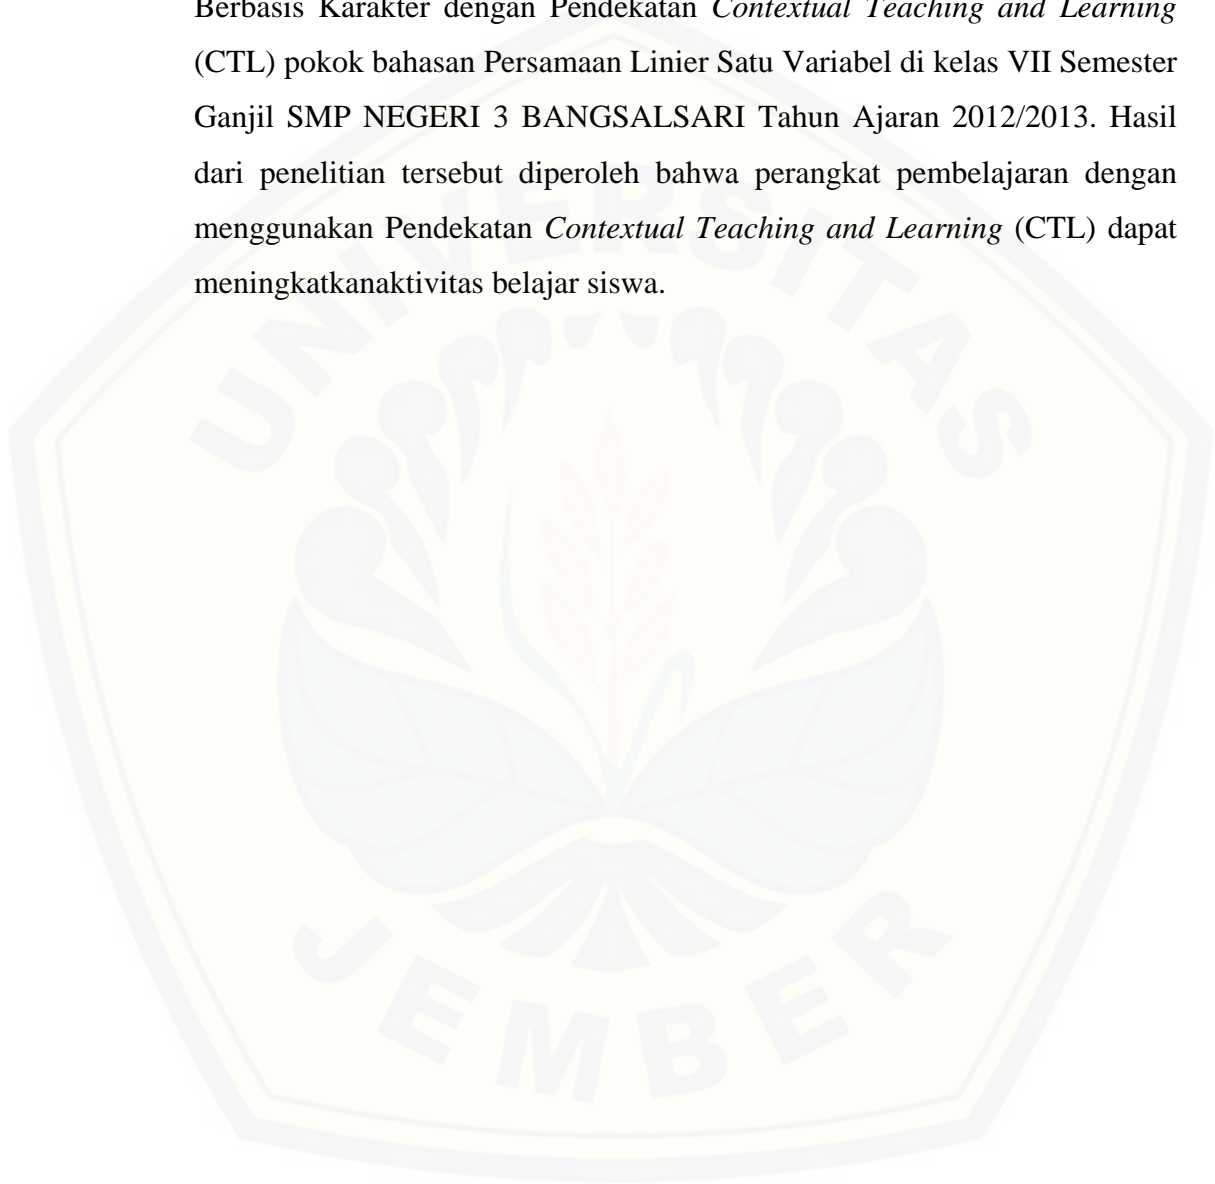 Berbasis Karakter dengan Pendekatan Contextual Teaching and Learning
(CTL) pokok bahasan Persamaan Linier Satu Variabel di kelas VII Semester
Ganjil SMP NEGERI 3 BANGSALSARI Tahun Ajaran 2012/2013. Hasil
dari penelitian tersebut diperoleh bahwa perangkat pembelajaran dengan
menggunakan Pendekatan Contextual Teaching and Learning (CTL) dapat
meningkatkanaktivitas belajar siswa.
UNIVERSITAS
JEMBER